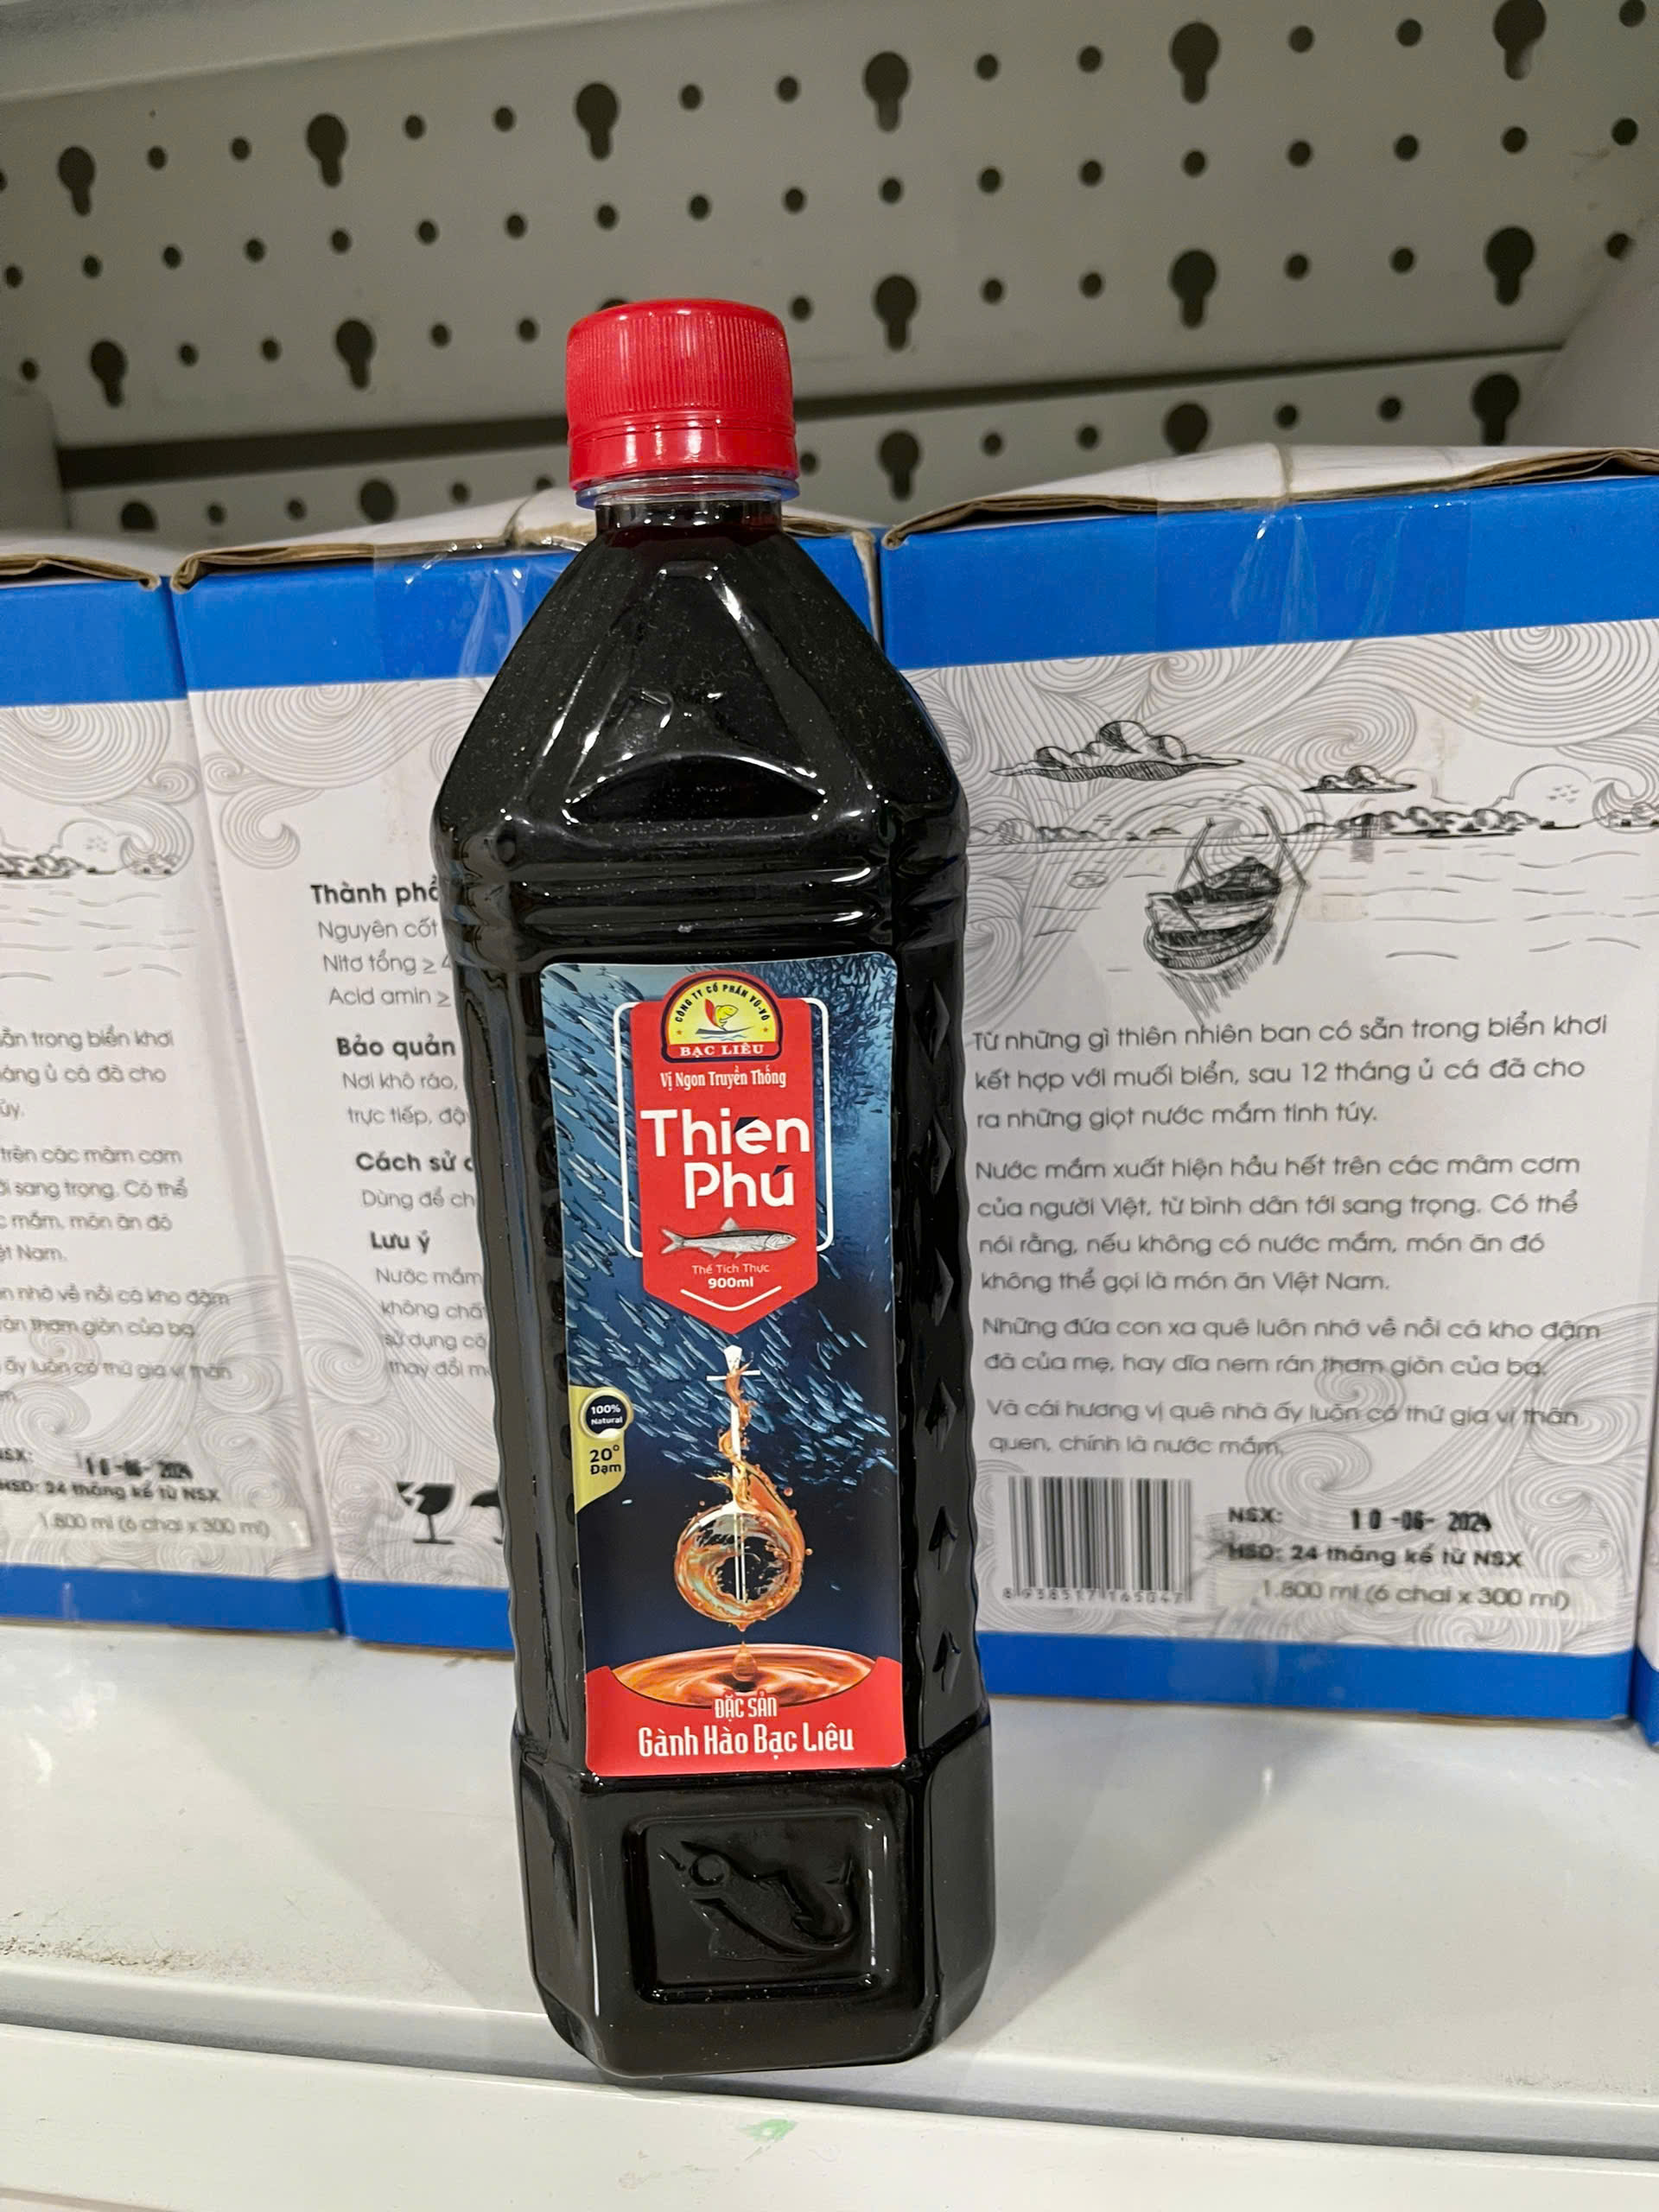 CÔNG TY CỔ PHẦN VÕ-VÕ
BẠC LIÊU
Vị Ngon Truyền Thống
Thiên
Phú
Thể Tích Thực
900ml
100%
Natural
20°
Đạm
ĐẶC SẢN
Gành Hào Bạc Liêu
Thành phầ
Nguyên cốt
Nitơ tổng ≥ 4
Acid amin ≥
Bảo quản
Nơi khô ráo,
trực tiếp, đậ
Cách sử d
Dùng để ch
Lưu ý
Nước mắm
không chấ
sử dụng có
thay đổi m
ẵn trong biển khơi
áng ủ cá đã cho
úy.
trên các mâm cơm
ới sang trọng. Có thể
c mắm, món ăn đó
ệt Nam.
n nhớ về nồi cá kho đậm
rán thơm giòn của ba.
ấy luôn có thứ gia vị thân
m.
NSX: 10-06-2024
HSD: 24 tháng kể từ NSX
1.800 ml (6 chai x 300 ml)
Từ những gì thiên nhiên ban có sẵn trong biển khơi
kết hợp với muối biển, sau 12 tháng ủ cá đã cho
ra những giọt nước mắm tinh túy.
Nước mắm xuất hiện hầu hết trên các mâm cơm
của người Việt, từ bình dân tới sang trọng. Có thể
nói rằng, nếu không có nước mắm, món ăn đó
không thể gọi là món ăn Việt Nam.
Những đứa con xa quê luôn nhớ về nồi cá kho đậm
đà của mẹ, hay đĩa nem rán thơm giòn của ba.
Và cái hương vị quê nhà ấy luôn có thứ gia vị thân
quen, chính là nước mắm.
NSX: 10-06-2024
HSD: 24 tháng kể từ NSX
1.800 ml (6 chai x 300 ml)
8 938517 165047